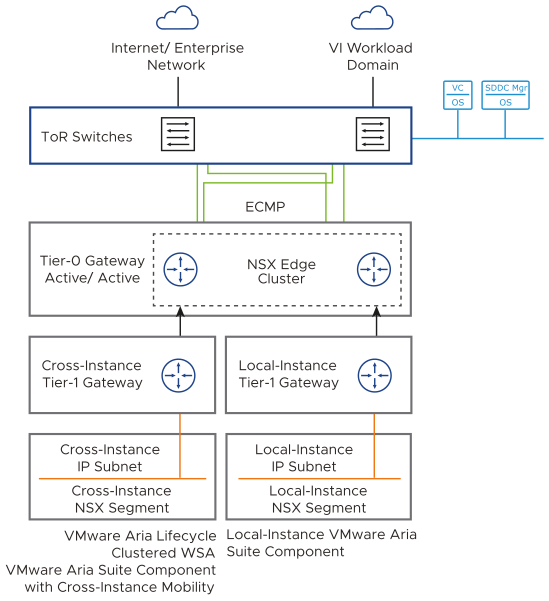 Internet/ Enterprise
Network
VI Workload
Domain
VC
OS
SDDC Mgr
OS
ToR Switches
ECMP
Tier-0 Gateway
Active/ Active
NSX Edge
Cluster
Cross-Instance
Tier-1 Gateway
Local-Instance
Tier-1 Gateway
Cross-Instance
IP Subnet
Cross-Instance
NSX Segment
Local-Instance
IP Subnet
Local-Instance
NSX Segment
VMware Aria Lifecycle
Clustered WSA
VMware Aria Suite Component
with Cross-Instance Mobility
Local-Instance VMware Aria
Suite Component